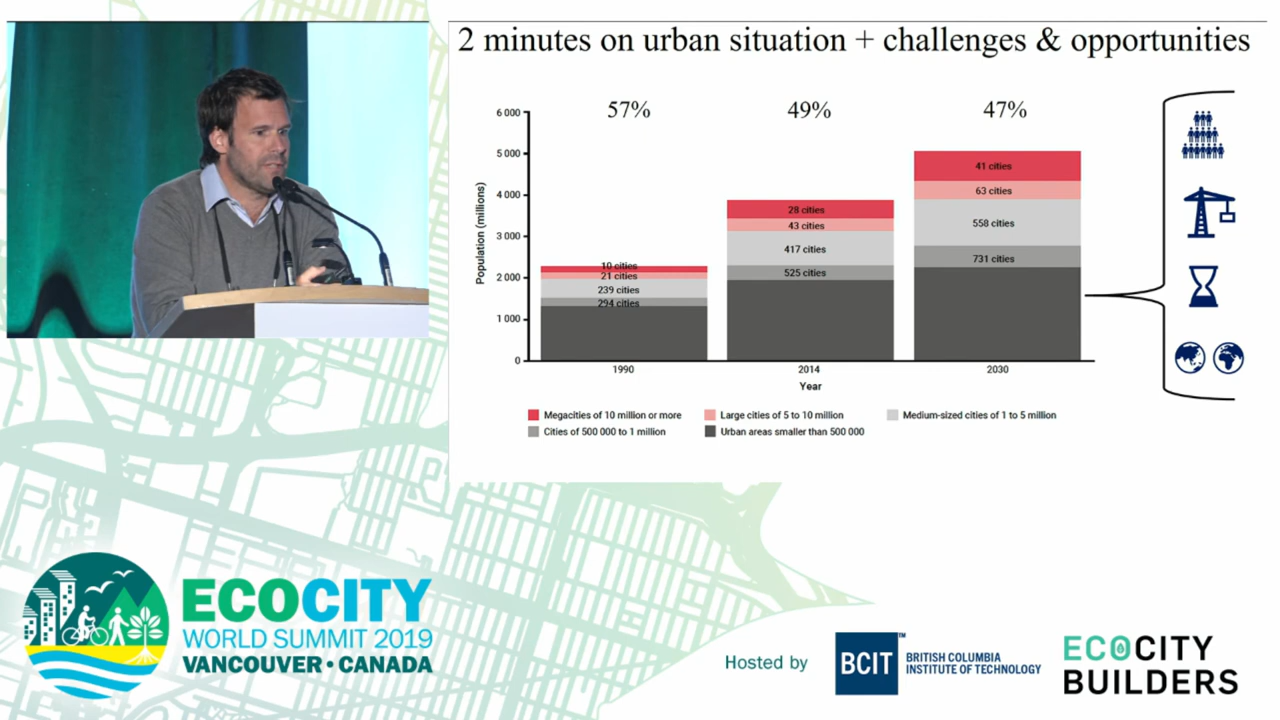 2 minutes on urban situation + challenges & opportunities
57%
49%
47%
Population (millions)
6 000
5 000
4 000
3 000
2 000
1 000
0
10 cities
21 cities
239 cities
294 cities
28 cities
43 cities
417 cities
525 cities
41 cities
63 cities
558 cities
731 cities
1990
2014
2030
Year
Megacities of 10 million or more
Large cities of 5 to 10 million
Medium-sized cities of 1 to 5 million
Cities of 500 000 to 1 million
Urban areas smaller than 500 000
ECOCITY
WORLD SUMMIT 2019
VANCOUVER • CANADA
Hosted by
BCIT™
BRITISH COLUMBIA
INSTITUTE OF TECHNOLOGY
ECOCITY
BUILDERS